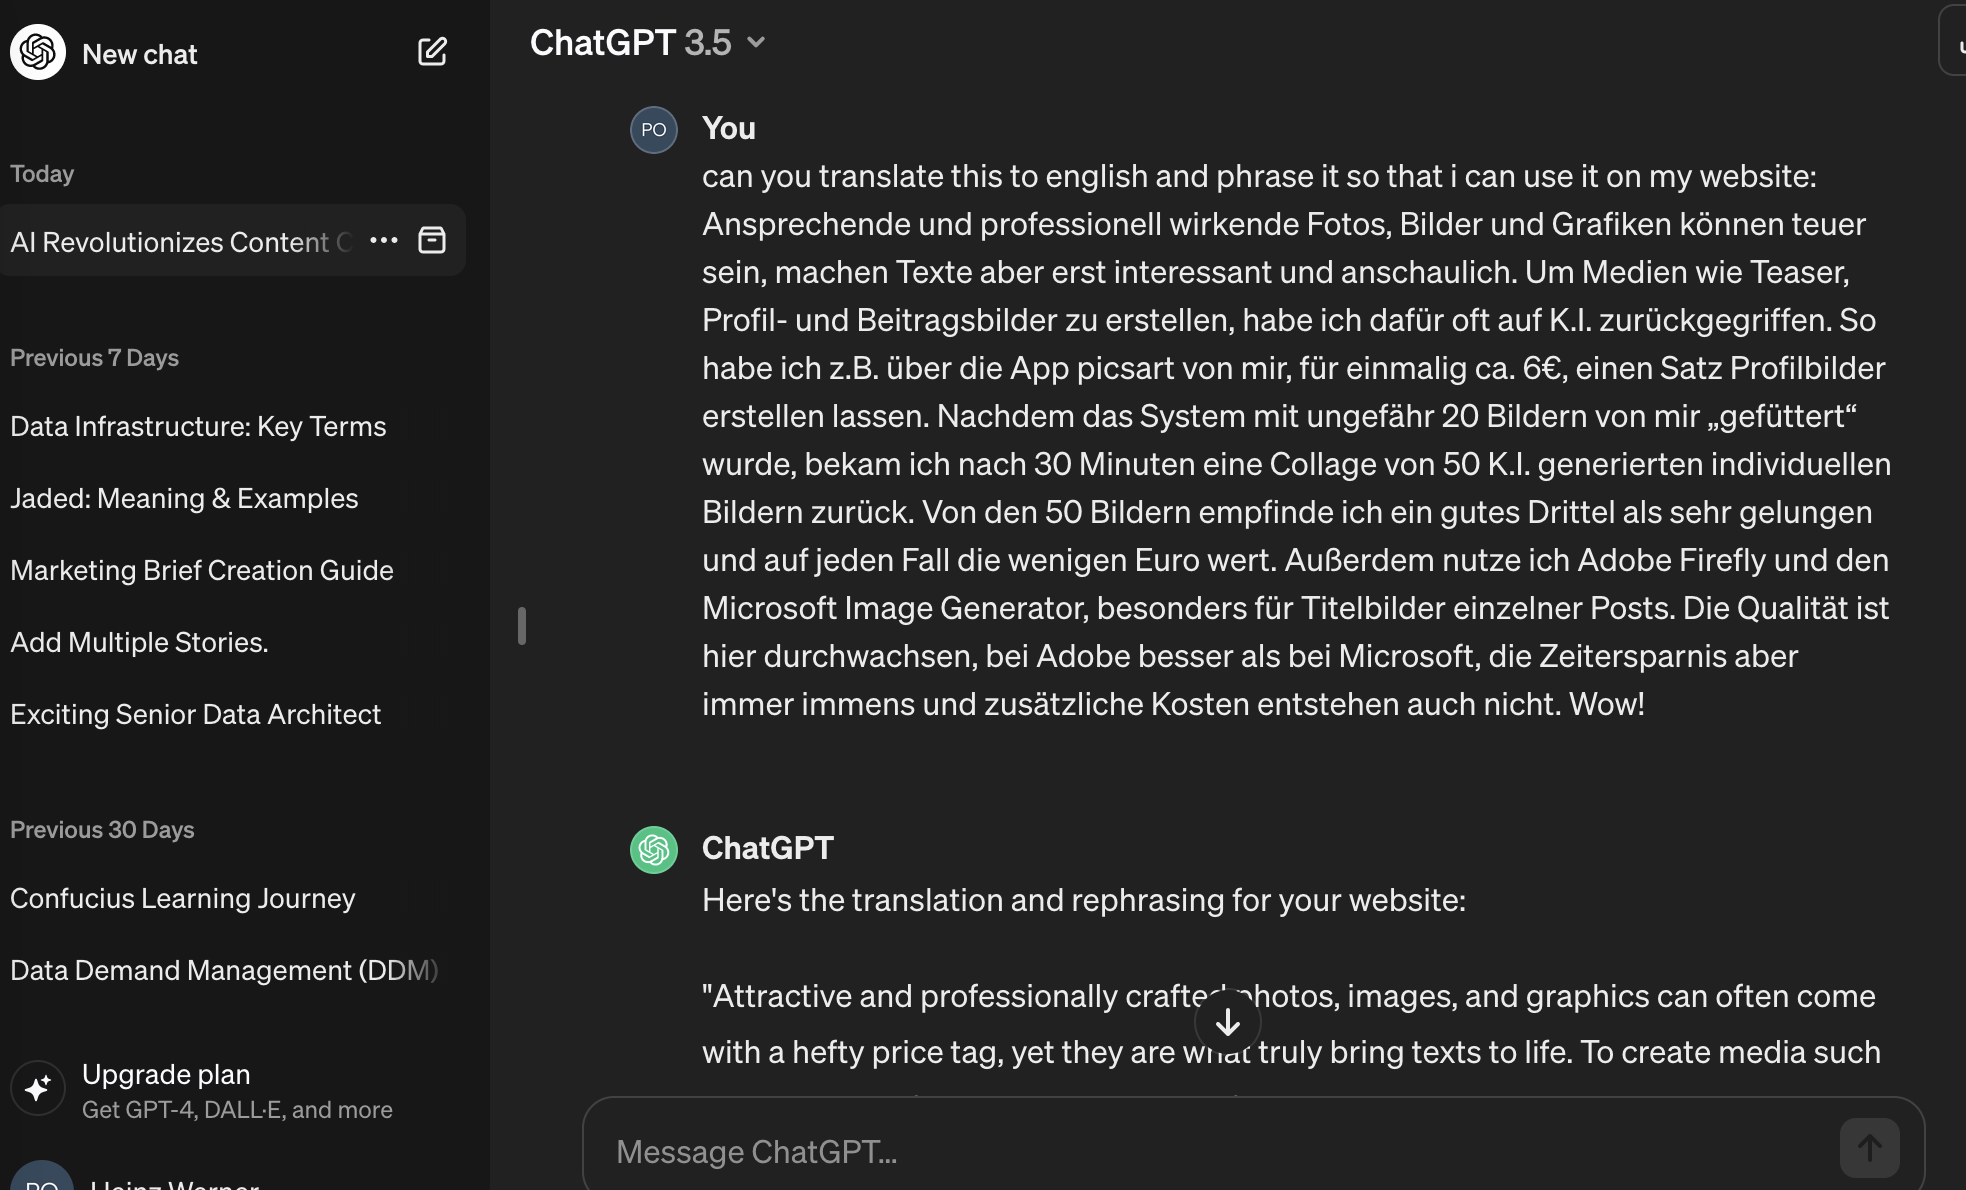 New chat
Today
AI Revolutionizes Content C
Previous 7 Days
Data Infrastructure: Key Terms
Jaded: Meaning & Examples
Marketing Brief Creation Guide
Add Multiple Stories.
Exciting Senior Data Architect
Previous 30 Days
Confucius Learning Journey
Data Demand Management (DDM)
Upgrade plan
Get GPT-4, DALL·E, and more
PO
Heinz Werner
ChatGPT 3.5
PO
You
can you translate this to english and phrase it so that i can use it on my website:
Ansprechende und professionell wirkende Fotos, Bilder und Grafiken können teuer
sein, machen Texte aber erst interessant und anschaulich. Um Medien wie Teaser,
Profil- und Beitragsbilder zu erstellen, habe ich dafür oft auf K.I. zurückgegriffen. So
habe ich z.B. über die App picsart von mir, für einmalig ca. 6€, einen Satz Profilbilder
erstellen lassen. Nachdem das System mit ungefähr 20 Bildern von mir „gefüttert“
wurde, bekam ich nach 30 Minuten eine Collage von 50 K.I. generierten individuellen
Bildern zurück. Von den 50 Bildern empfinde ich ein gutes Drittel als sehr gelungen
und auf jeden Fall die wenigen Euro wert. Außerdem nutze ich Adobe Firefly und den
Microsoft Image Generator, besonders für Titelbilder einzelner Posts. Die Qualität ist
hier durchwachsen, bei Adobe besser als bei Microsoft, die Zeitersparnis aber
immer immens und zusätzliche Kosten entstehen auch nicht. Wow!
ChatGPT
Here's the translation and rephrasing for your website:
"Attractive and professionally crafted photos, images, and graphics can often come
with a hefty price tag, yet they are what truly bring texts to life. To create media such
Message ChatGPT...